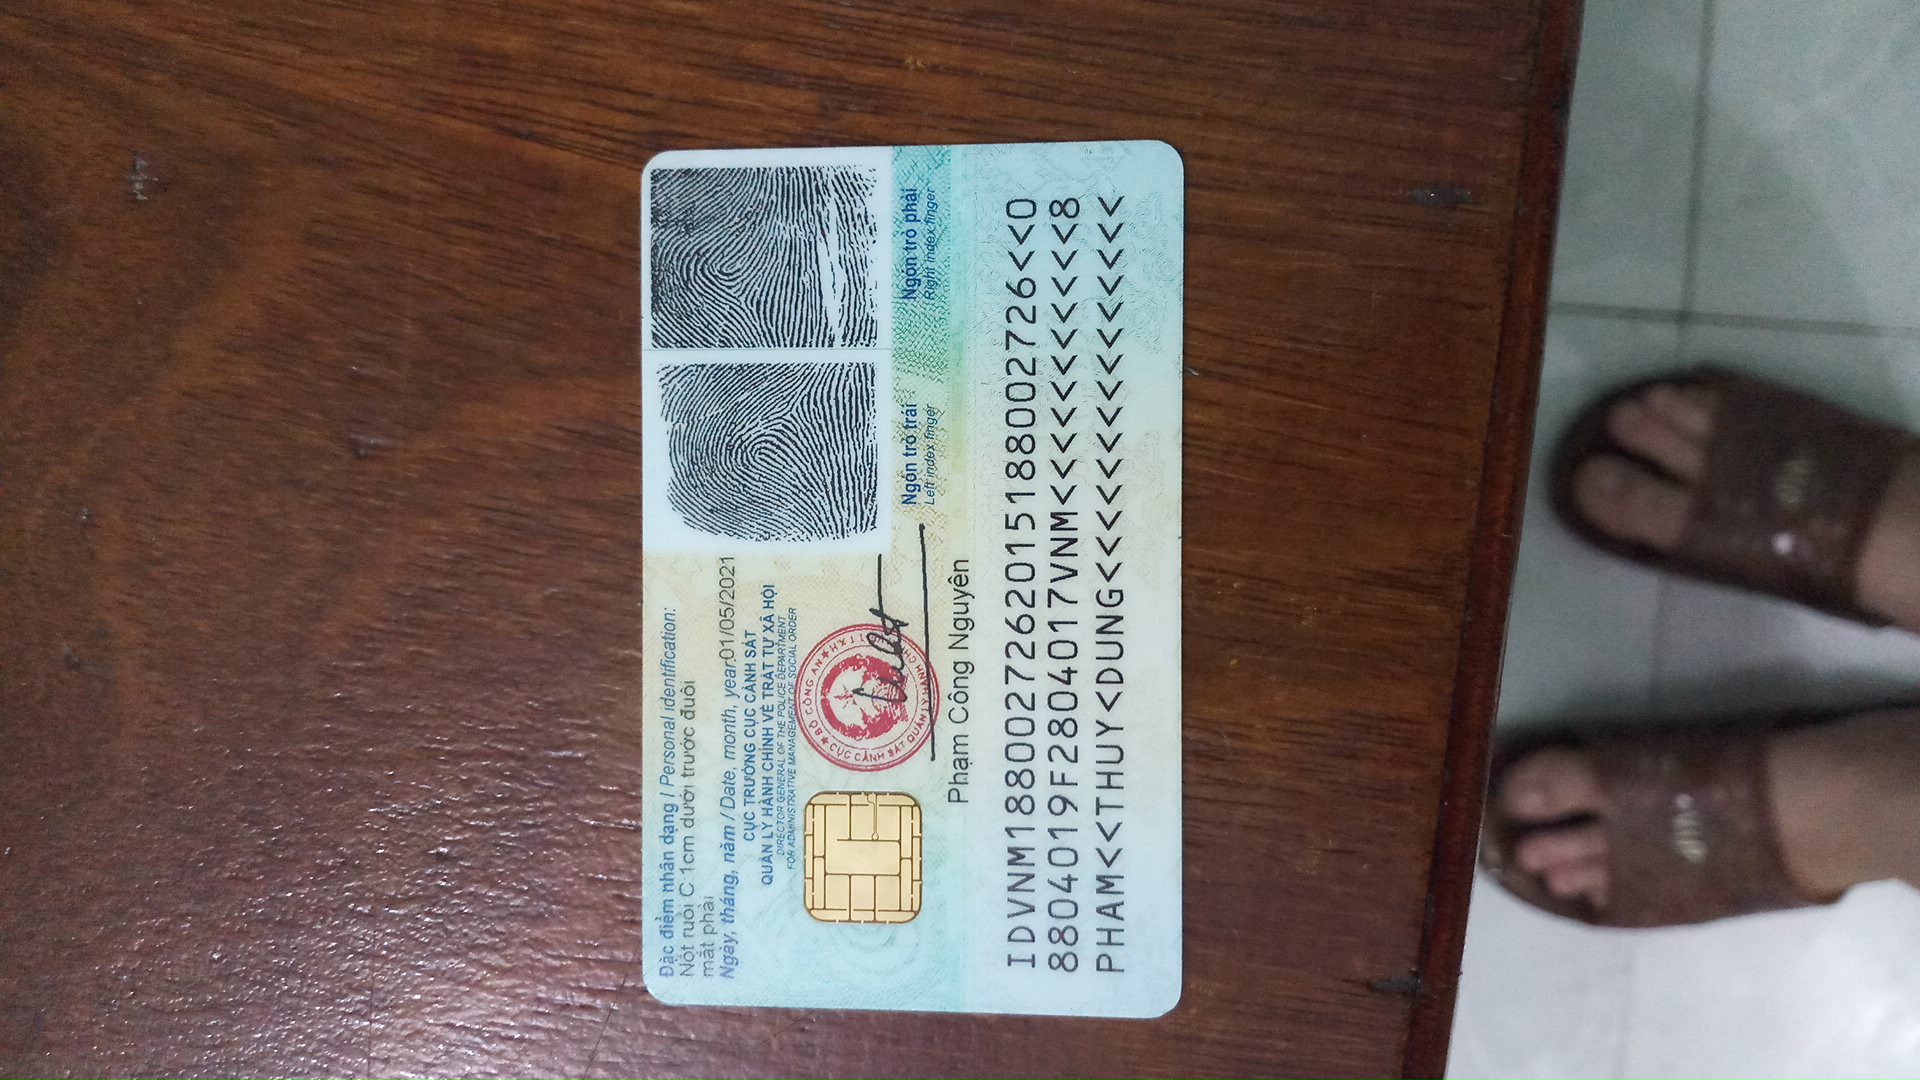 Đặc điểm nhân dạng / Personal identification:
Nốt ruồi C 1cm dưới trước đuôi
mắt phải
Ngày, tháng, năm / Date, month, year:01/05/2021
CỤC TRƯỞNG CỤC CẢNH SÁT
QUẢN LÝ HÀNH CHÍNH VỀ TRẬT TỰ XÃ HỘI
DIRECTOR GENERAL OF THE POLICE DEPARTMENT
FOR ADMINISTRATIVE MANAGEMENT OF SOCIAL ORDER
★ BỘ CÔNG AN ★
CỤC CẢNH SÁT QUẢN LÝ HÀNH CHÍNH
Phạm Công Nguyên
Ngón trỏ trái
Left index finger
Ngón trỏ phải
Right index finger
IDVNM1880027262015188002726<<0
8804019F2804017VNM<<<<<<<<<<<8
PHAM<<THUY<DUNG<<<<<<<<<<<<<<<